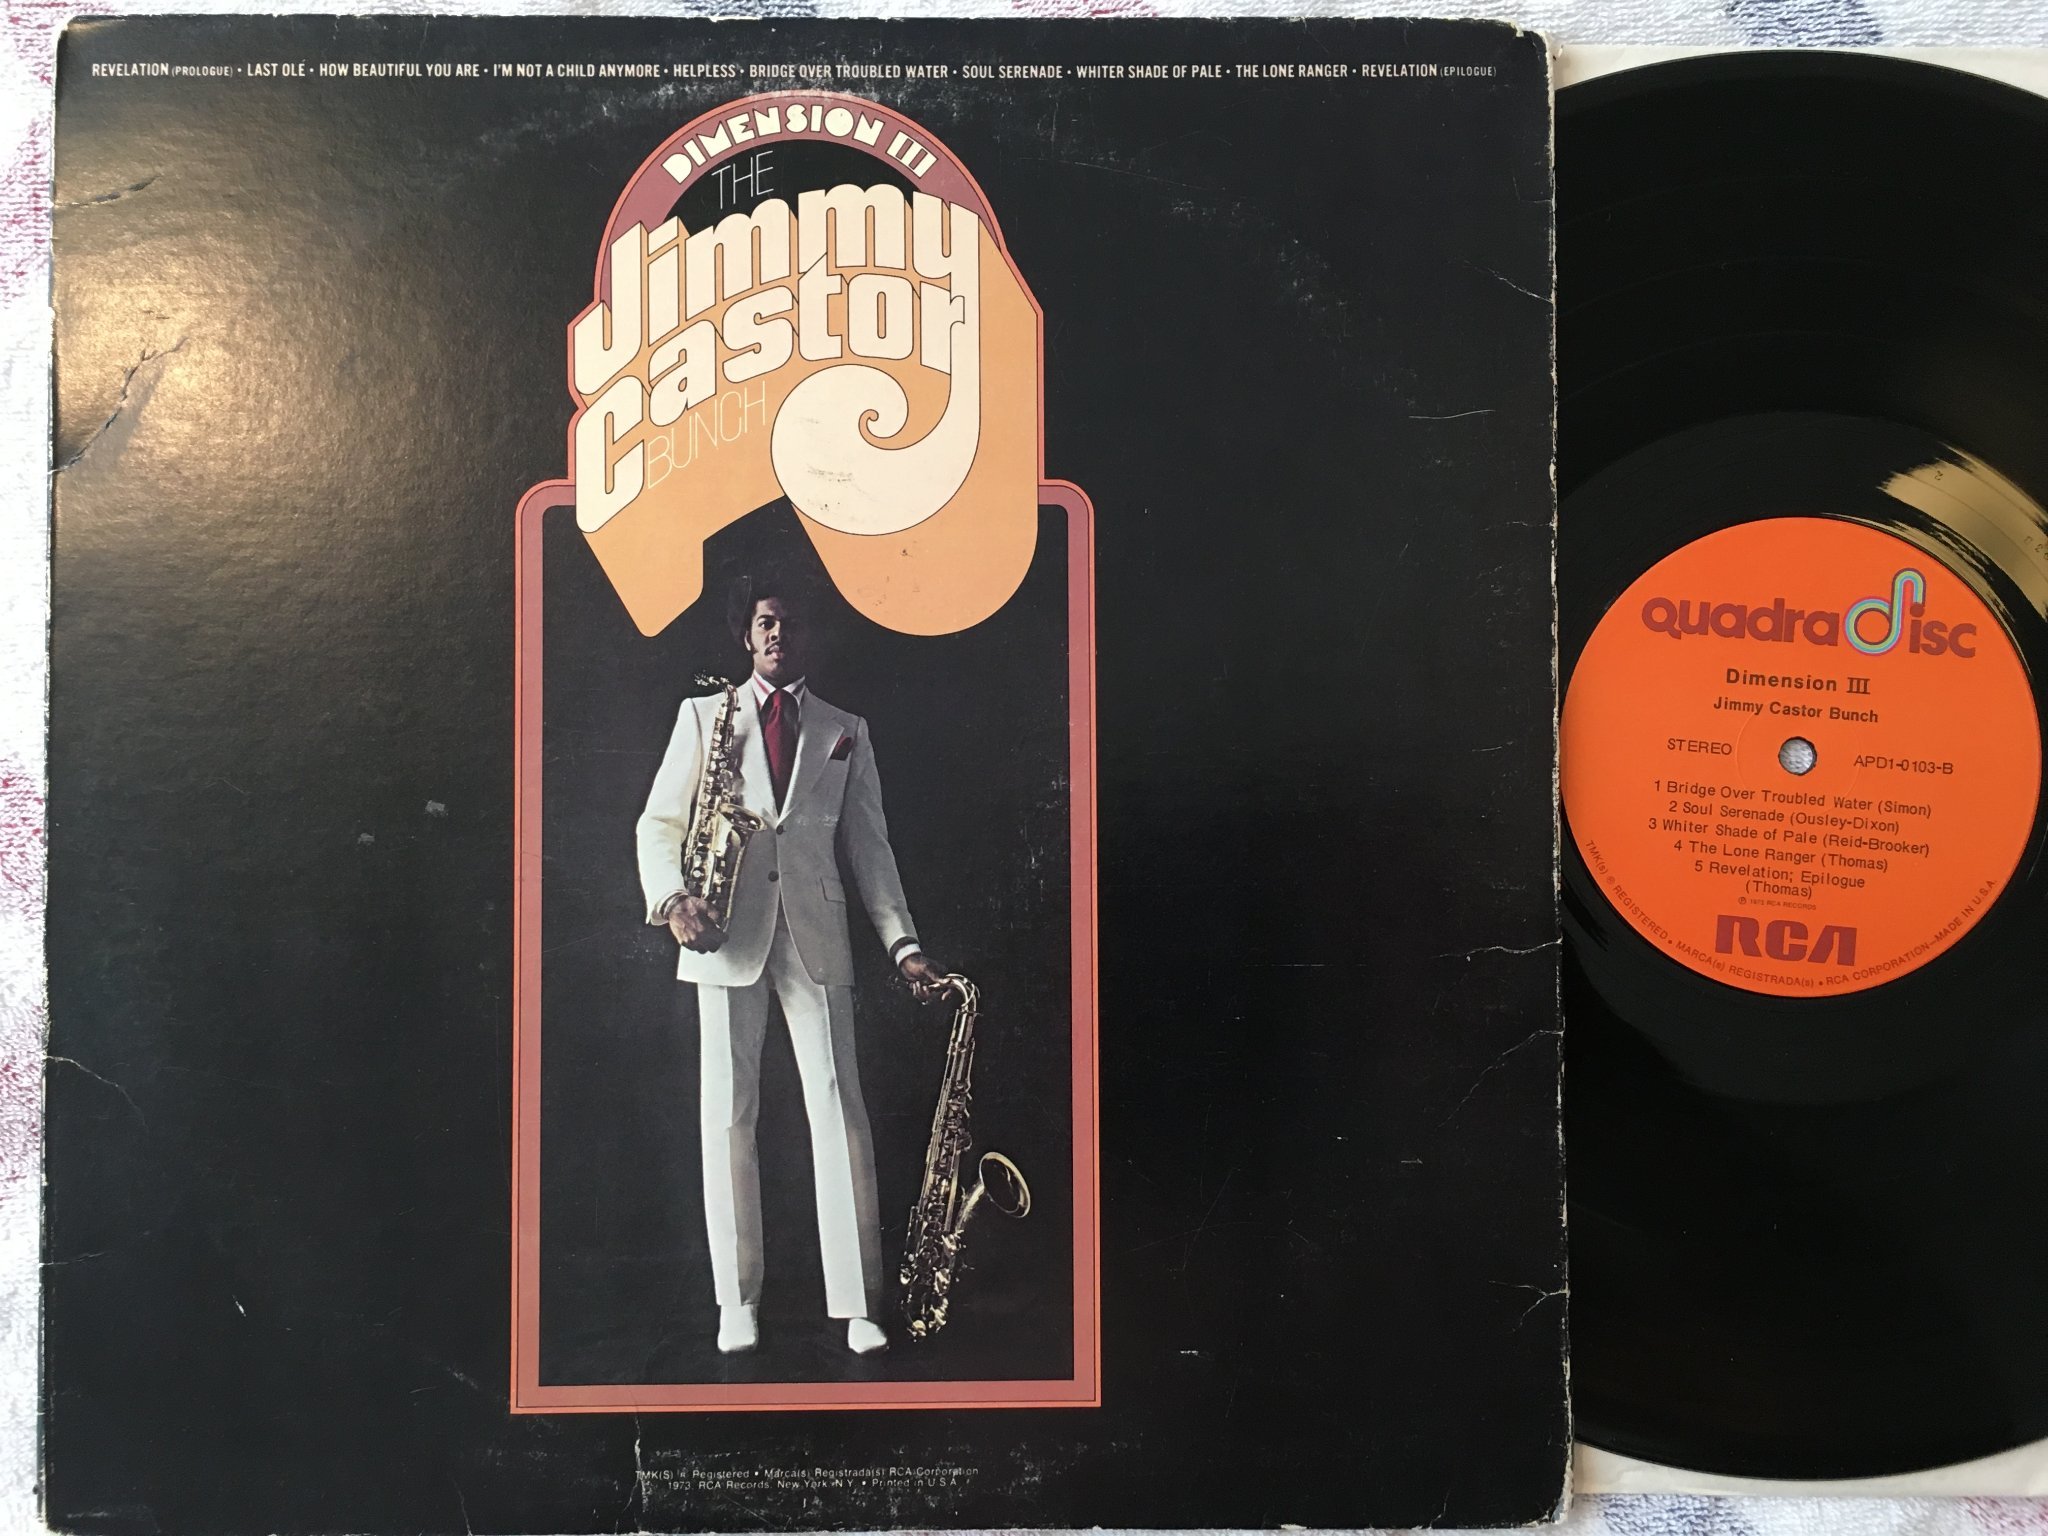 REVELATION (PROLOGUE) • LAST OLÉ • HOW BEAUTIFUL YOU ARE • I'M NOT A CHILD ANYMORE • HELPLESS • BRIDGE OVER TROUBLED WATER • SOUL SERENADE • WHITER SHADE OF PALE • THE LONE RANGER • REVELATION (EPILOGUE)
DIMENSION III
THE
Jimmy
Castor
BUNCH
TMK(S) ® Registered • Marca(s) Registrada(s) RCA Corporation
1973, RCA Records, New York, N.Y. • Printed in U.S.A.
quadradisc
Dimension III
Jimmy Castor Bunch
STEREO
APD1-0103-B
1 Bridge Over Troubled Water (Simon)
2 Soul Serenade (Ousley-Dixon)
3 Whiter Shade of Pale (Reid-Brooker)
4 The Lone Ranger (Thomas)
5 Revelation; Epilogue
(Thomas)
℗ 1973 RCA RECORDS
RCA
TMK(s) ® REGISTERED • MARCA(s) REGISTRADA(s) • RCA CORPORATION—MADE IN U.S.A.